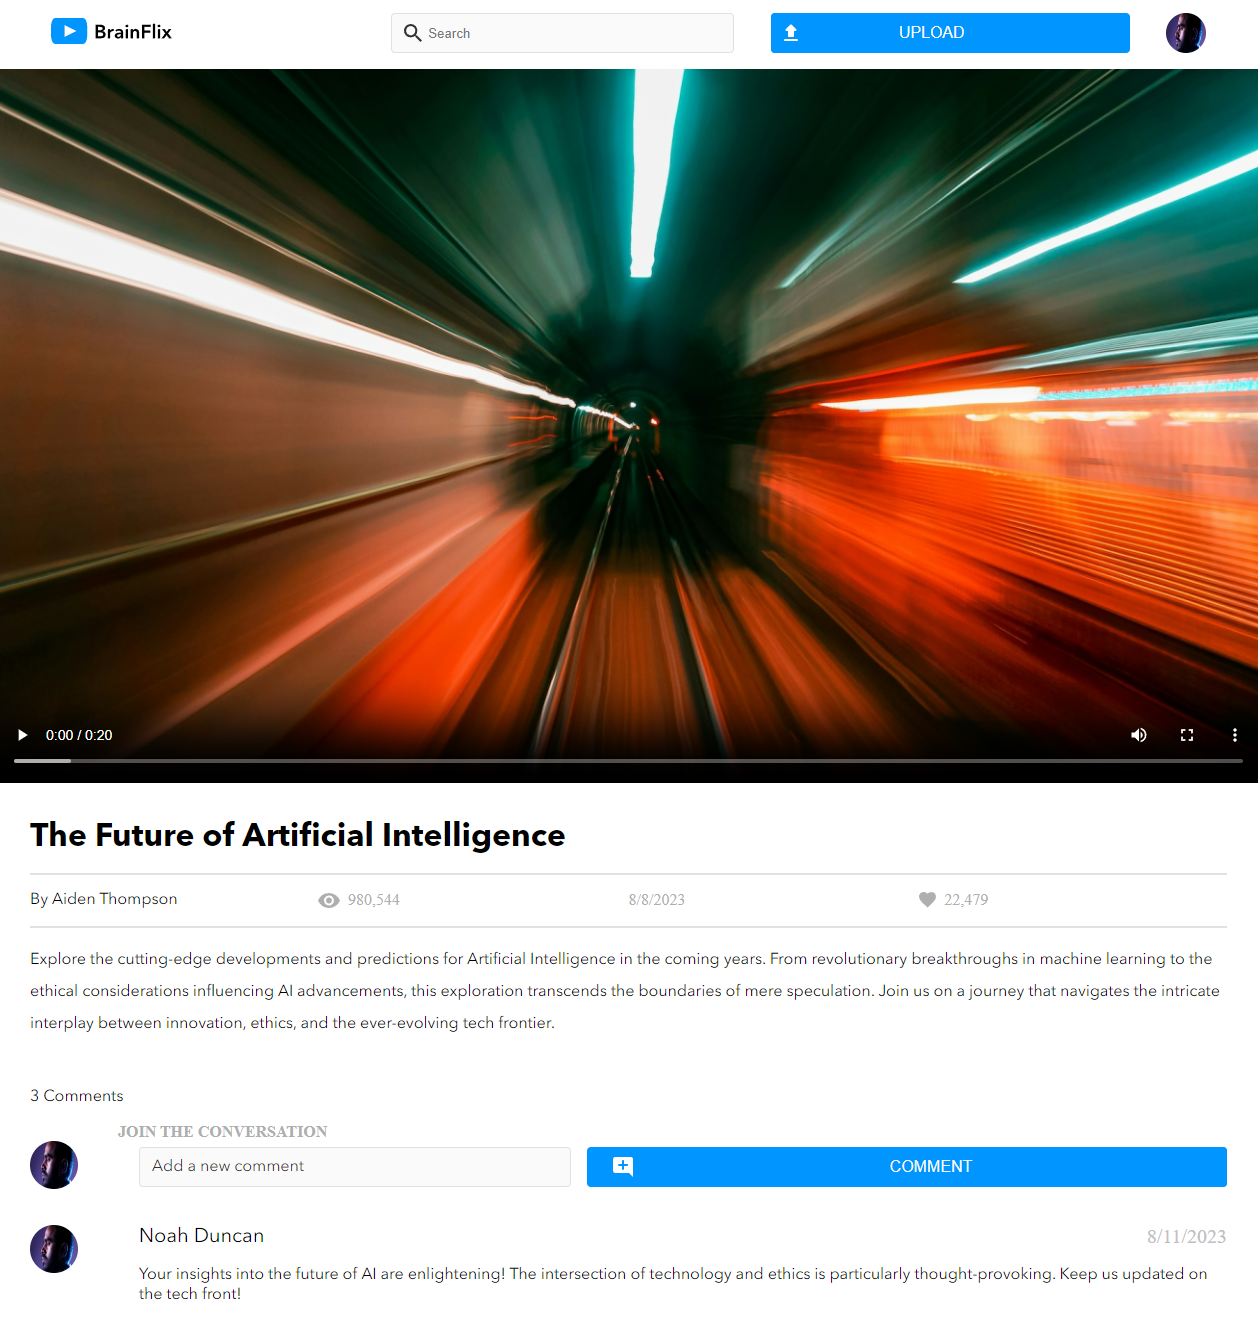 BrainFlix
Search
UPLOAD
0:00 / 0:20
The Future of Artificial Intelligence
By Aiden Thompson
980,544
8/8/2023
22,479
Explore the cutting-edge developments and predictions for Artificial Intelligence in the coming years. From revolutionary breakthroughs in machine learning to the
ethical considerations influencing AI advancements, this exploration transcends the boundaries of mere speculation. Join us on a journey that navigates the intricate
interplay between innovation, ethics, and the ever-evolving tech frontier.
3 Comments
JOIN THE CONVERSATION
Add a new comment
COMMENT
Noah Duncan
8/11/2023
Your insights into the future of AI are enlightening! The intersection of technology and ethics is particularly thought-provoking. Keep us updated on
the tech front!